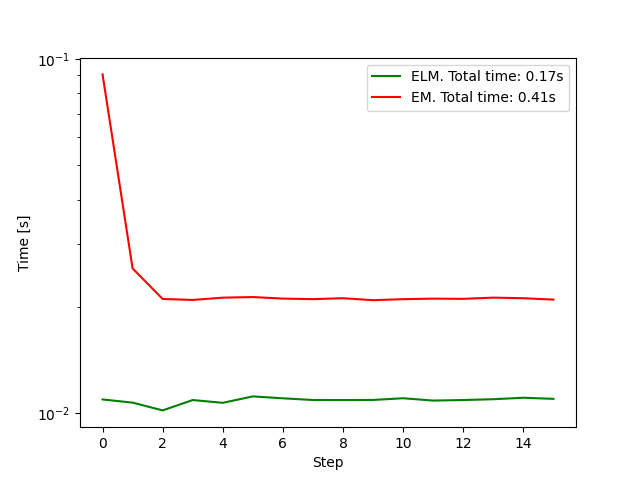 10⁻¹
ELM. Total time: 0.17s
EM. Total time: 0.41s
Time [s]
10⁻²
0 2 4 6 8 10 12 14
Step